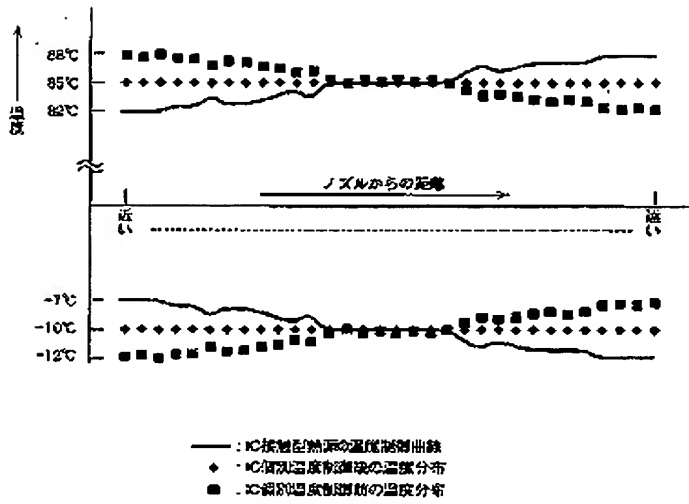 温度
88℃
85℃
82℃
ノズルからの距離
近い
遠い
-7℃
-10℃
-12℃
:IC接触型熱源の温度制御曲線
:IC個別温度制御後の温度分布
:IC個別温度制御前の温度分布